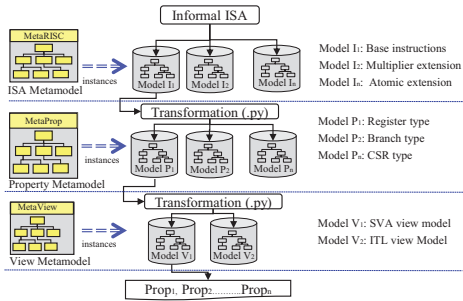 Informal ISA
MetaRISC
ISA Metamodel
instances
Model I₁
Model I₂
Model Iₙ
Model I₁: Base instructions
Model I₂: Multiplier extension
Model Iₙ: Atomic extension
Transformation (.py)
MetaProp
Property Metamodel
instances
Model P₁
Model P₂
Model Pₙ
Model P₁: Register type
Model P₂: Branch type
Model Pₙ: CSR type
Transformation (.py)
MetaView
View Metamodel
instances
Model V₁
Model V₂
Model V₁: SVA view model
Model V₂: ITL view Model
Prop₁, Prop₂...........Propₙ